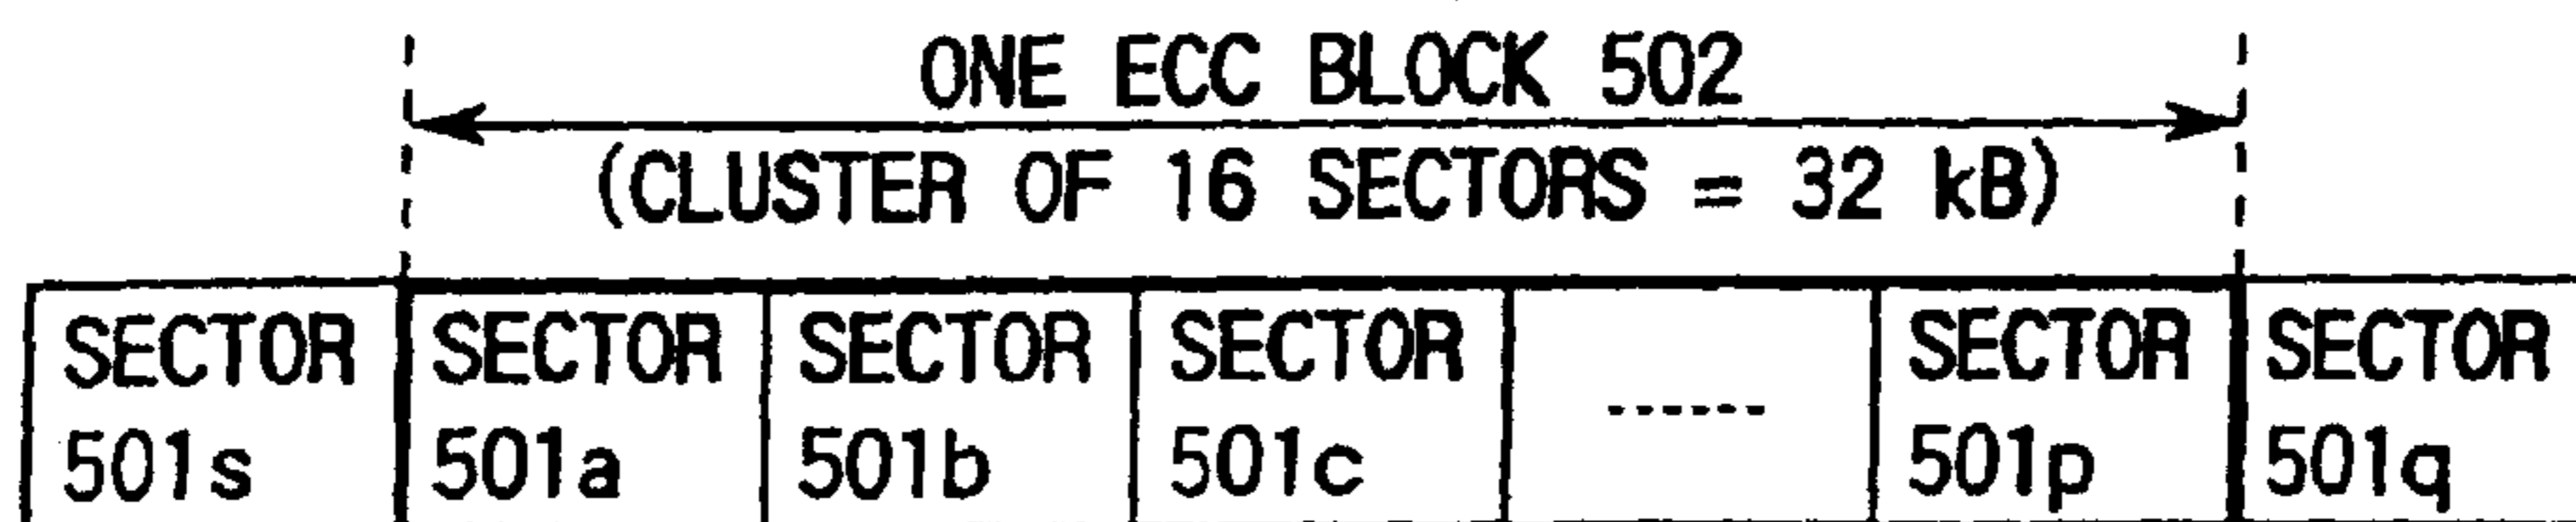 ONE ECC BLOCK 502
(CLUSTER OF 16 SECTORS = 32 kB)
SECTOR SECTOR SECTOR SECTOR ------ SECTOR SECTOR
501s 501a 501b 501c 501p 501q